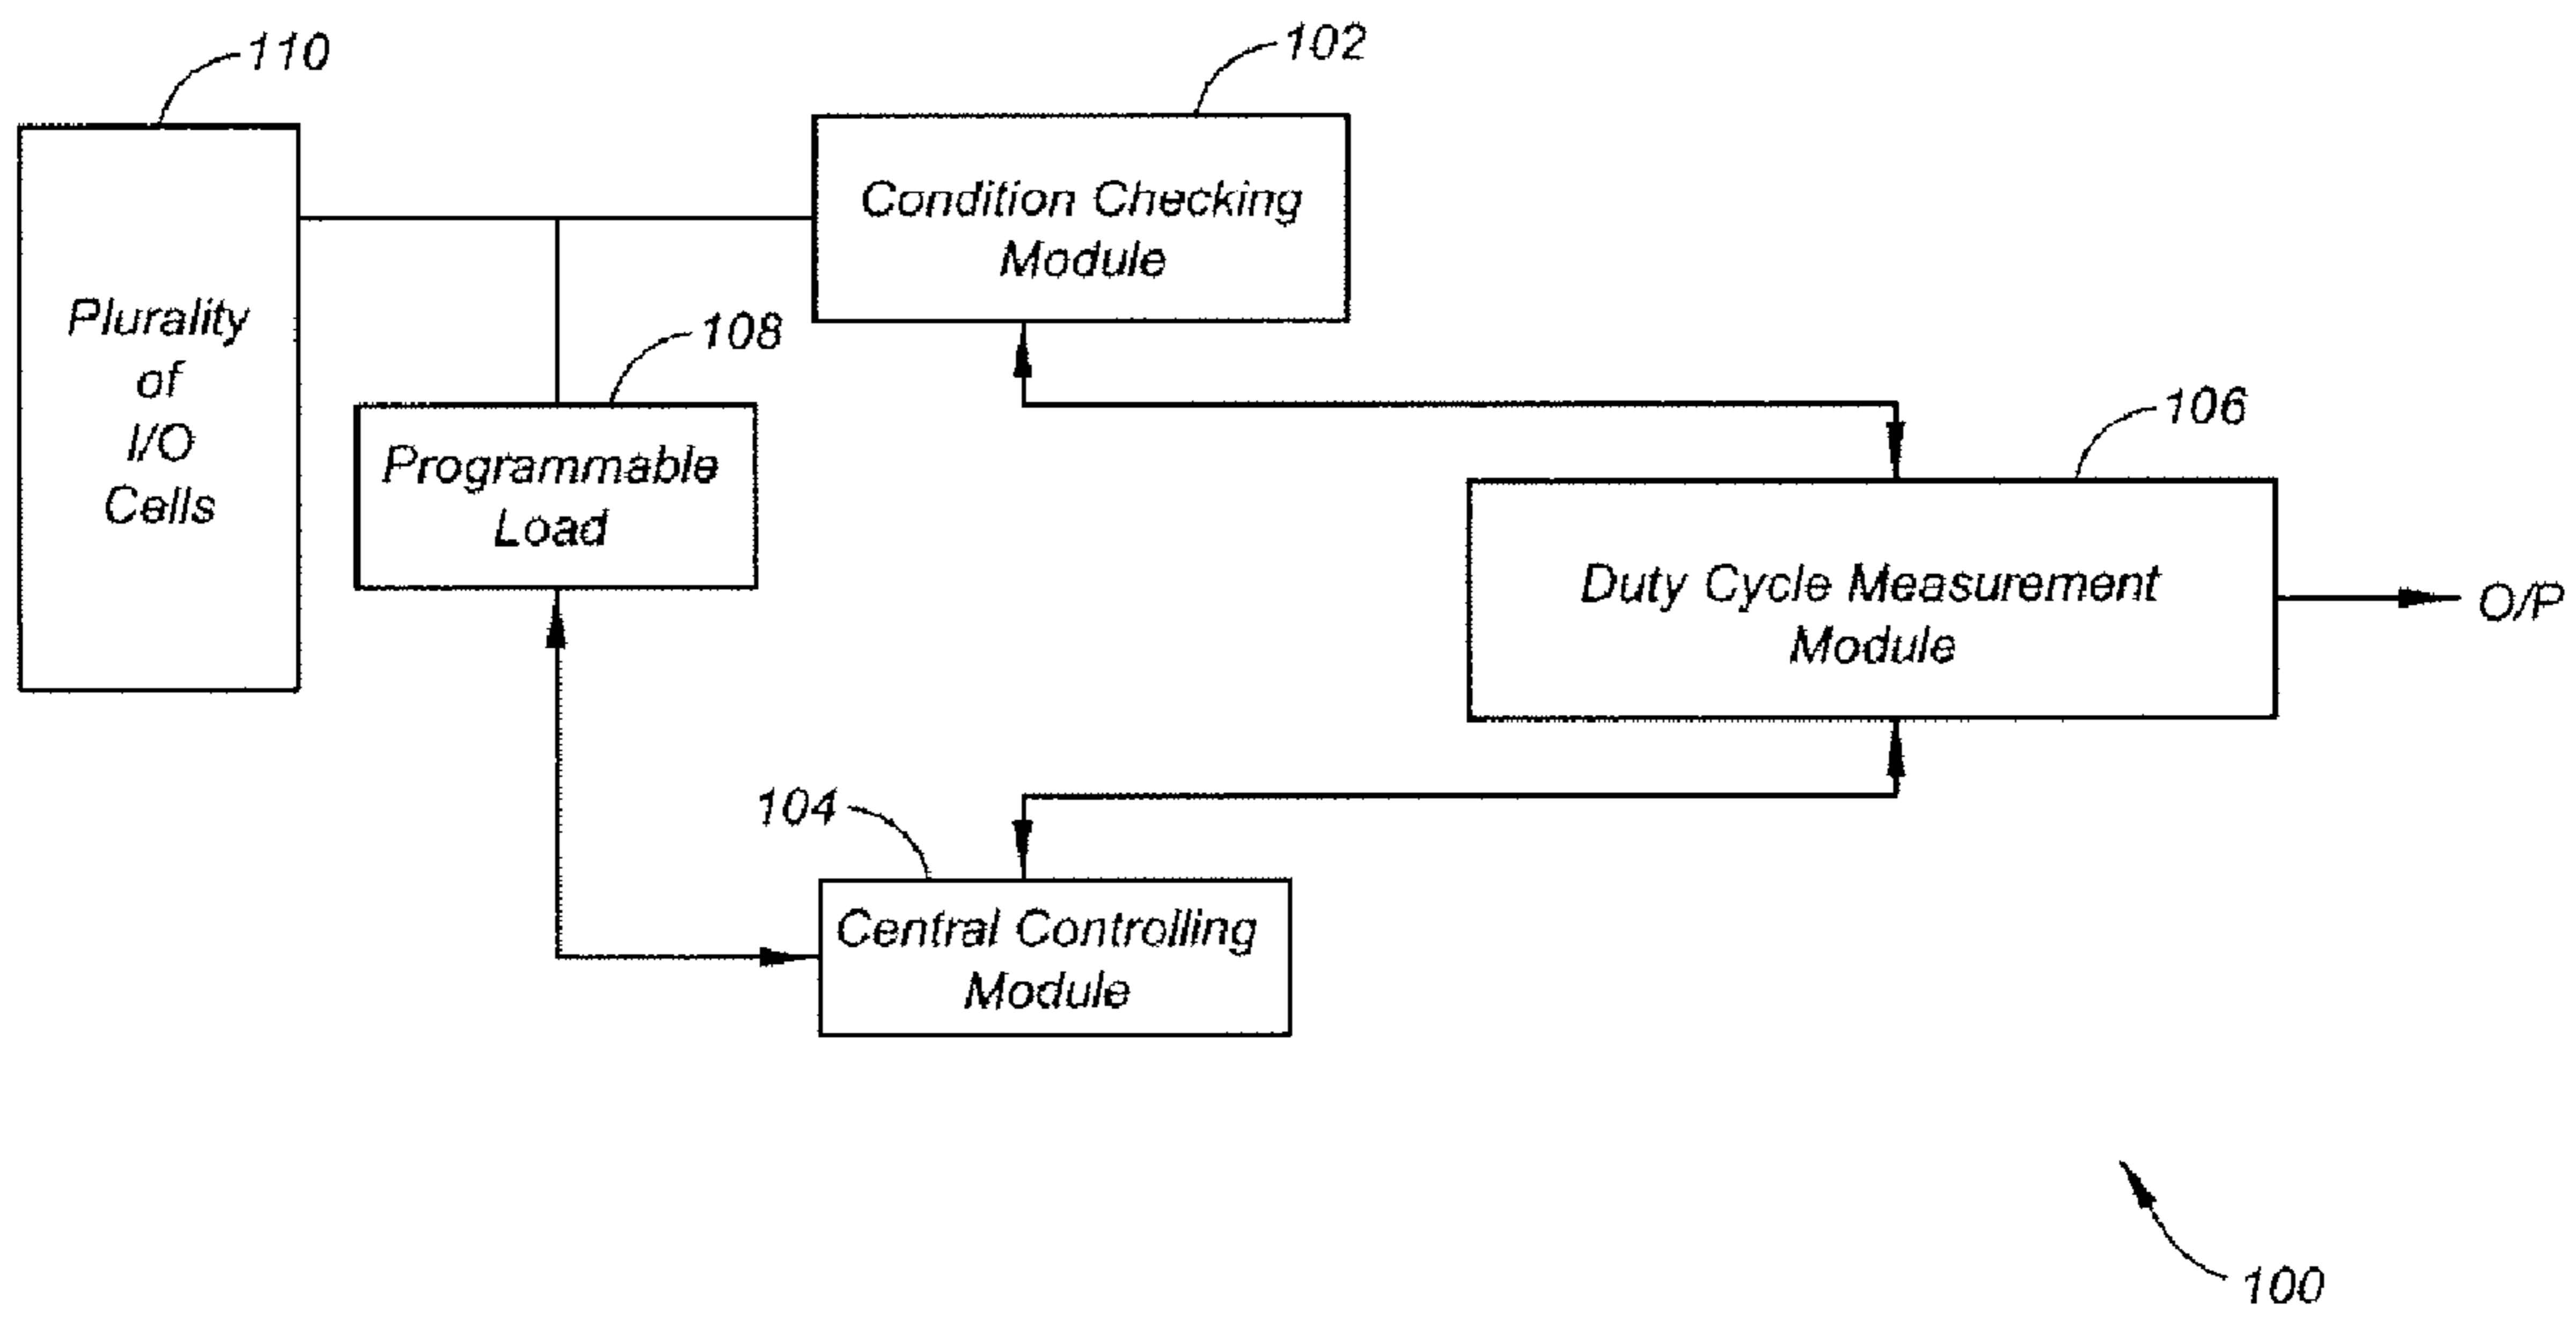 110
102
Condition Checking
Module
Plurality
of
I/O
Cells
108
Programmable
Load
106
Duty Cycle Measurement
Module
O/P
104
Central Controlling
Module
100